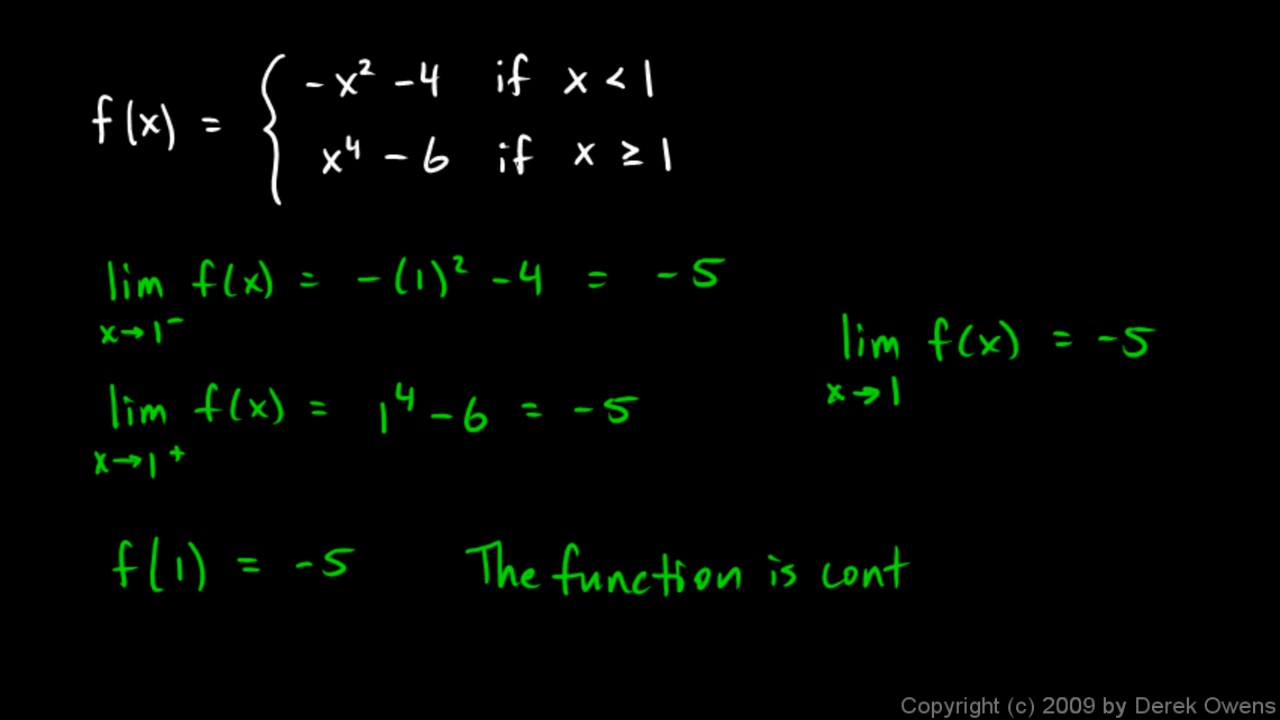 f(x) = { -x² - 4 if x < 1
x⁴ - 6 if x ≥ 1
lim f(x) = -(1)² - 4 = -5
x→1⁻
lim f(x) = -5
x→1
lim f(x) = 1⁴ - 6 = -5
x→1⁺
f(1) = -5 The function is cont
Copyright (c) 2009 by Derek Owens